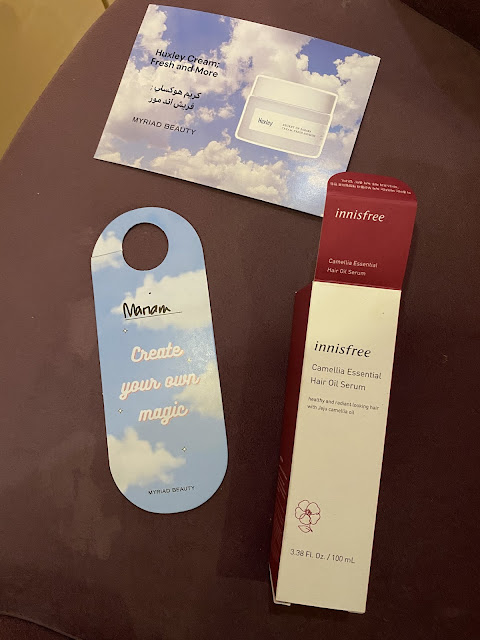 Huxley Cream;
Fresh and More
كريم هوكسلي :
فريش اند مور
MYRIAD BEAUTY
Huxley
Mariam
Create
your own
magic
MYRIAD BEAUTY
innisfree
Camellia Essential
Hair Oil Serum
innisfree
Camellia Essential
Hair Oil Serum
healthy and radiant-looking hair
with Jeju camellia oil
3.38 Fl. Oz. / 100 mL